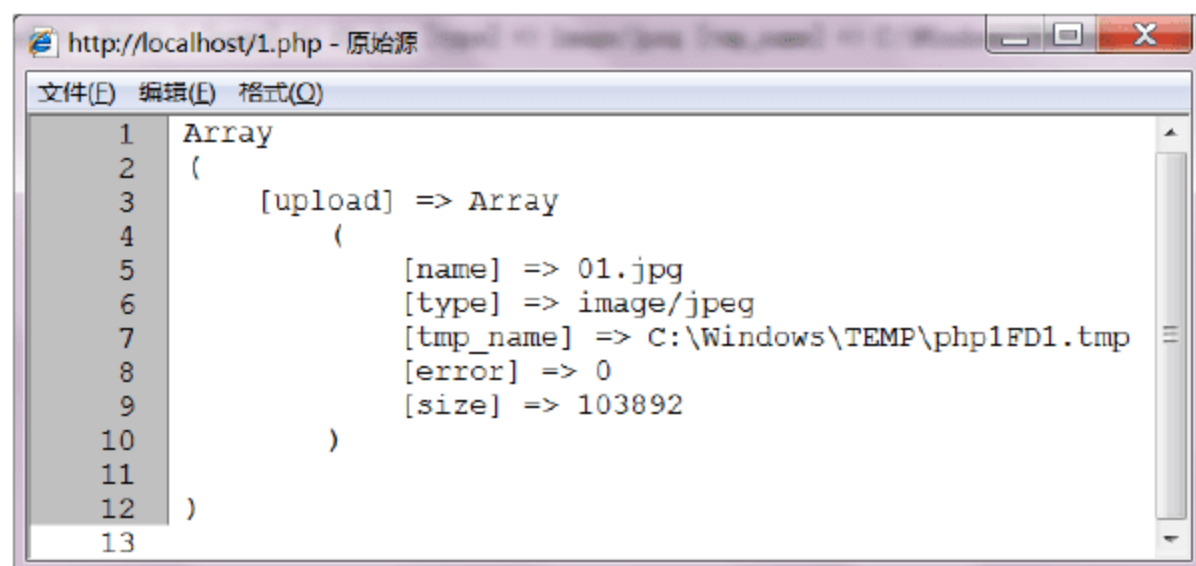 http://localhost/1.php - 原始源
文件(F) 编辑(E) 格式(O)
1 Array
2 (
3 [upload] => Array
4 (
5 [name] => 01.jpg
6 [type] => image/jpeg
7 [tmp_name] => C:\Windows\TEMP\php1FD1.tmp
8 [error] => 0
9 [size] => 103892
10 )
11
12 )
13